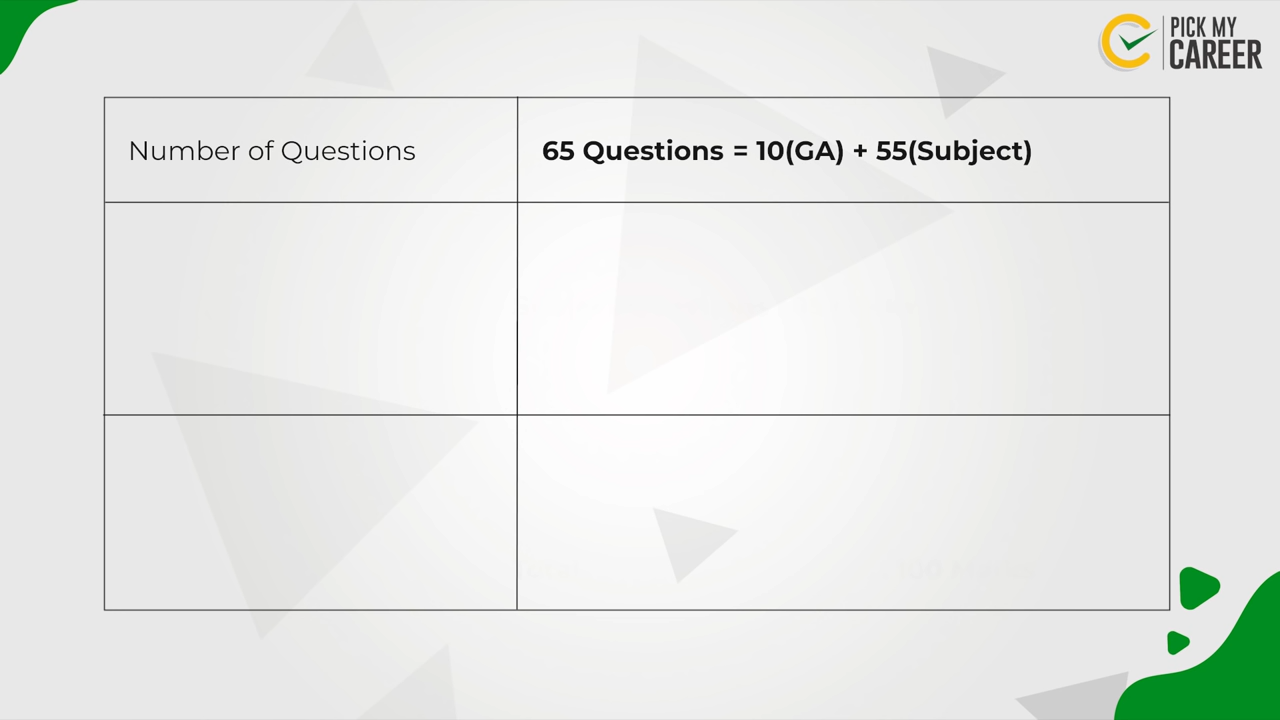 PICK MY
CAREER
Number of Questions
65 Questions = 10(GA) + 55(Subject)